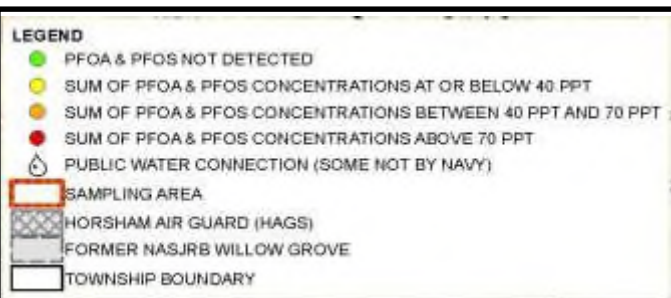 LEGEND
PFOA & PFOS NOT DETECTED
SUM OF PFOA & PFOS CONCENTRATIONS AT OR BELOW 40 PPT
SUM OF PFOA & PFOS CONCENTRATIONS BETWEEN 40 PPT AND 70 PPT
SUM OF PFOA & PFOS CONCENTRATIONS ABOVE 70 PPT
PUBLIC WATER CONNECTION (SOME NOT BY NAVY)
SAMPLING AREA
HORSHAM AIR GUARD (HAGS)
FORMER NASJRB WILLOW GROVE
TOWNSHIP BOUNDARY